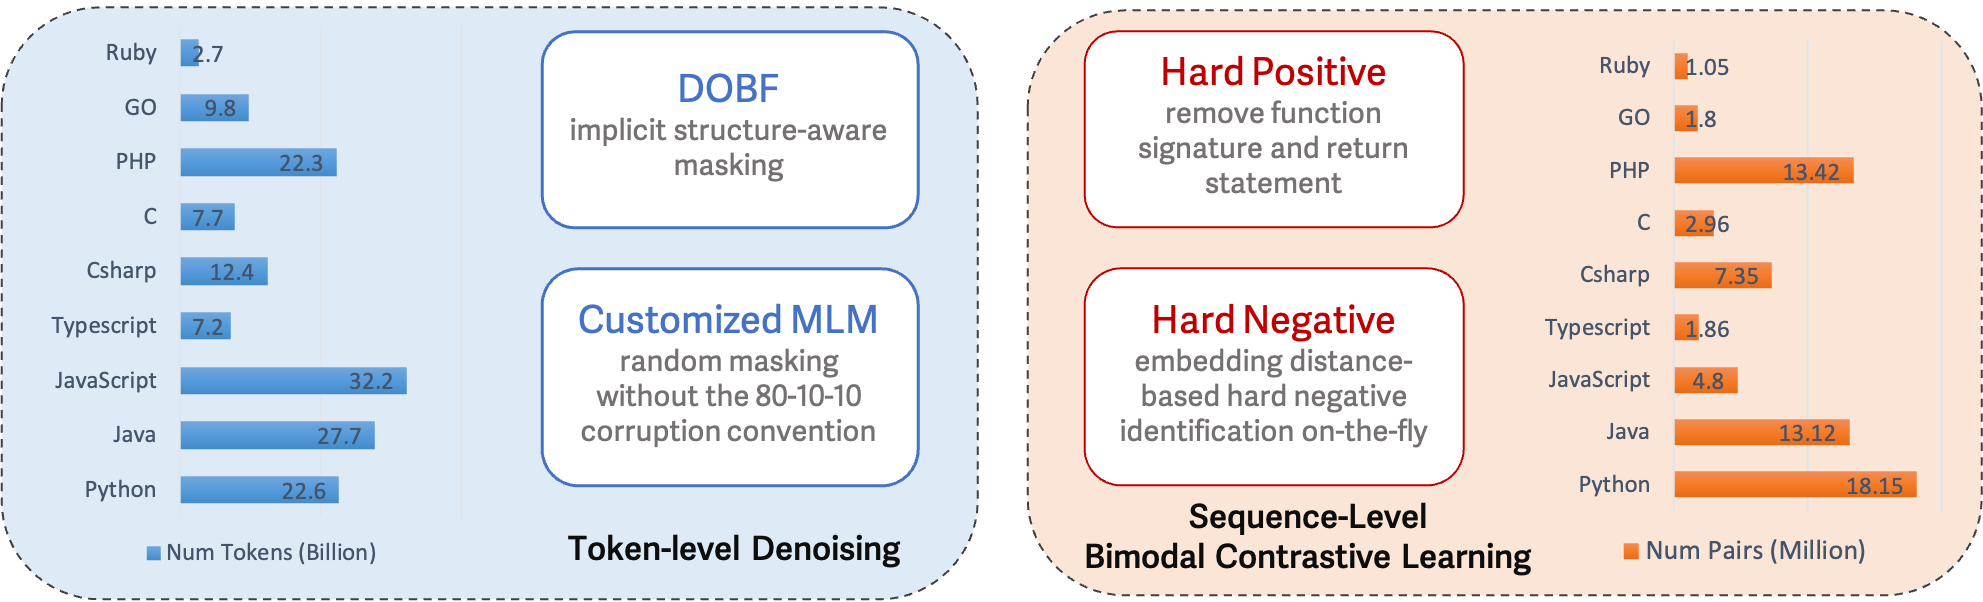 Ruby
2.7
GO
9.8
PHP
22.3
C
7.7
Csharp
12.4
Typescript
7.2
JavaScript
32.2
Java
27.7
Python
22.6
Num Tokens (Billion)
DOBF
implicit structure-aware
masking
Customized MLM
random masking
without the 80-10-10
corruption convention
Token-level Denoising
Hard Positive
remove function
signature and return
statement
Hard Negative
embedding distance-
based hard negative
identification on-the-fly
Sequence-Level
Bimodal Contrastive Learning
Ruby
1.05
GO
1.8
PHP
13.42
C
2.96
Csharp
7.35
Typescript
1.86
JavaScript
4.8
Java
13.12
Python
18.15
Num Pairs (Million)